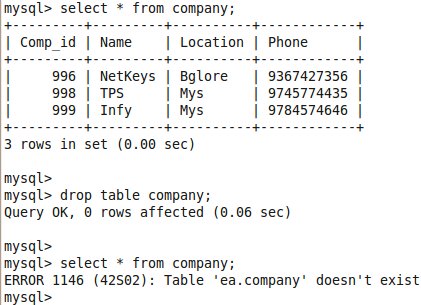 mysql> select * from company;
+---------+---------+----------+------------+
| Comp_id | Name    | Location | Phone      |
+---------+---------+----------+------------+
|     996 | NetKeys | Bglore   | 9367427356 |
|     998 | TPS     | Mys      | 9745774435 |
|     999 | Infy    | Mys      | 9784574646 |
+---------+---------+----------+------------+
3 rows in set (0.00 sec)
mysql>
mysql> drop table company;
Query OK, 0 rows affected (0.06 sec)
mysql>
mysql> select * from company;
ERROR 1146 (42S02): Table 'ea.company' doesn't exist
mysql>